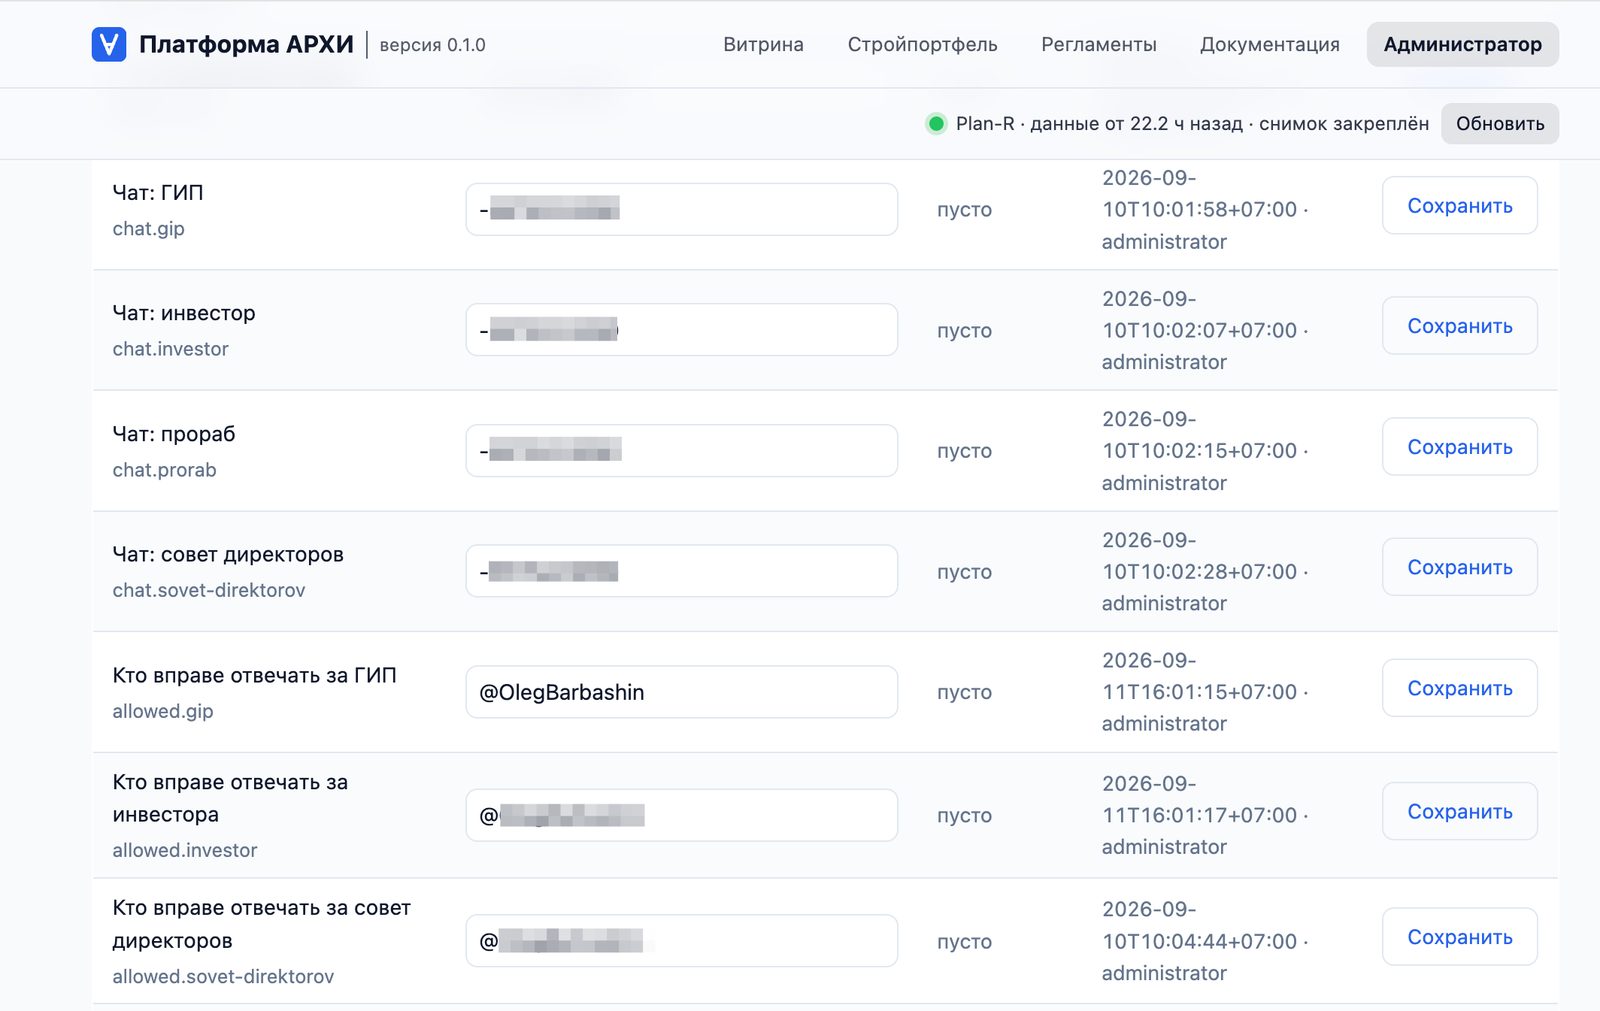 Платформа АРХИ
версия 0.1.0
Витрина
Стройпортфель
Регламенты
Документация
Администратор
Plan-R · данные от 22.2 ч назад · снимок закреплён
Обновить
Чат: ГИП
chat.gip
-
пусто
2026-09-
10T10:01:58+07:00 ·
administrator
Сохранить
Чат: инвестор
chat.investor
-
пусто
2026-09-
10T10:02:07+07:00 ·
administrator
Сохранить
Чат: прораб
chat.prorab
-
пусто
2026-09-
10T10:02:15+07:00 ·
administrator
Сохранить
Чат: совет директоров
chat.sovet-direktorov
-
пусто
2026-09-
10T10:02:28+07:00 ·
administrator
Сохранить
Кто вправе отвечать за ГИП
allowed.gip
@OlegBarbashin
пусто
2026-09-
11T16:01:15+07:00 ·
administrator
Сохранить
Кто вправе отвечать за
инвестора
allowed.investor
@
пусто
2026-09-
11T16:01:17+07:00 ·
administrator
Сохранить
Кто вправе отвечать за совет
директоров
allowed.sovet-direktorov
@
пусто
2026-09-
10T10:04:44+07:00 ·
administrator
Сохранить